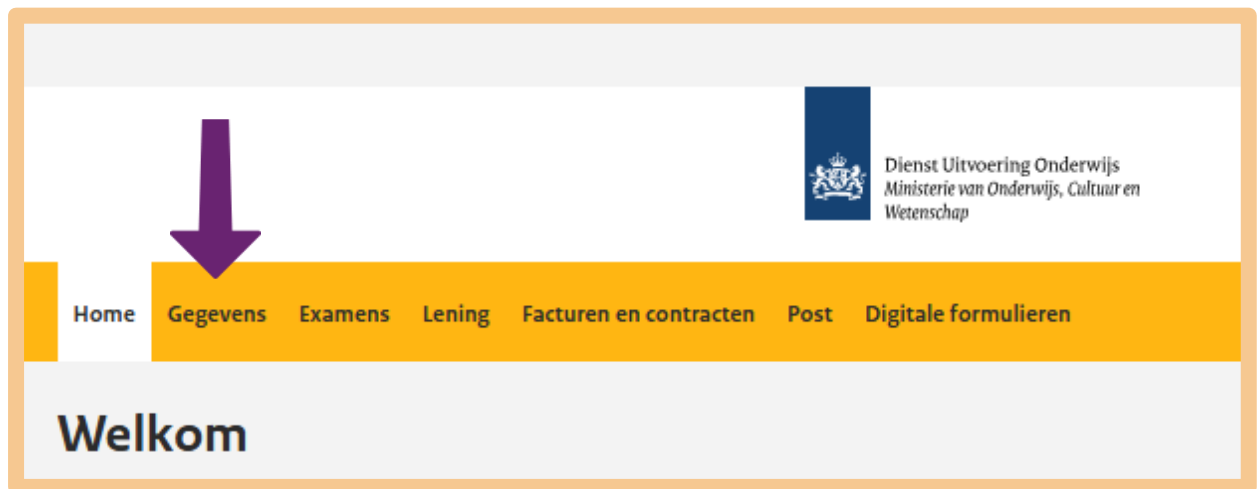 Dienst Uitvoering Onderwijs
Ministerie van Onderwijs, Cultuur en
Wetenschap
Home Gegevens Examens Lening Facturen en contracten Post Digitale formulieren
Welkom